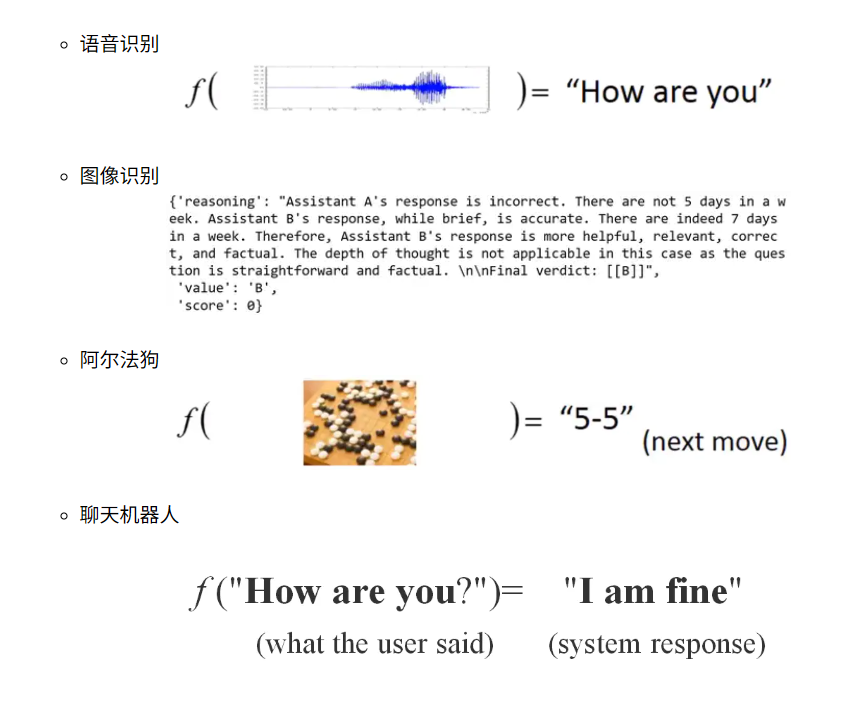 语音识别
f( )= “How are you”
图像识别
{'reasoning': "Assistant A's response is incorrect. There are not 5 days in a w
eek. Assistant B's response, while brief, is accurate. There are indeed 7 days
in a week. Therefore, Assistant B's response is more helpful, relevant, correc
t, and factual. The depth of thought is not applicable in this case as the ques
tion is straightforward and factual. \n\nFinal verdict: [[B]]",
'value': 'B',
'score': 0}
阿尔法狗
f( )= “5-5”
(next move)
聊天机器人
f("How are you?")= "I am fine"
(what the user said) (system response)